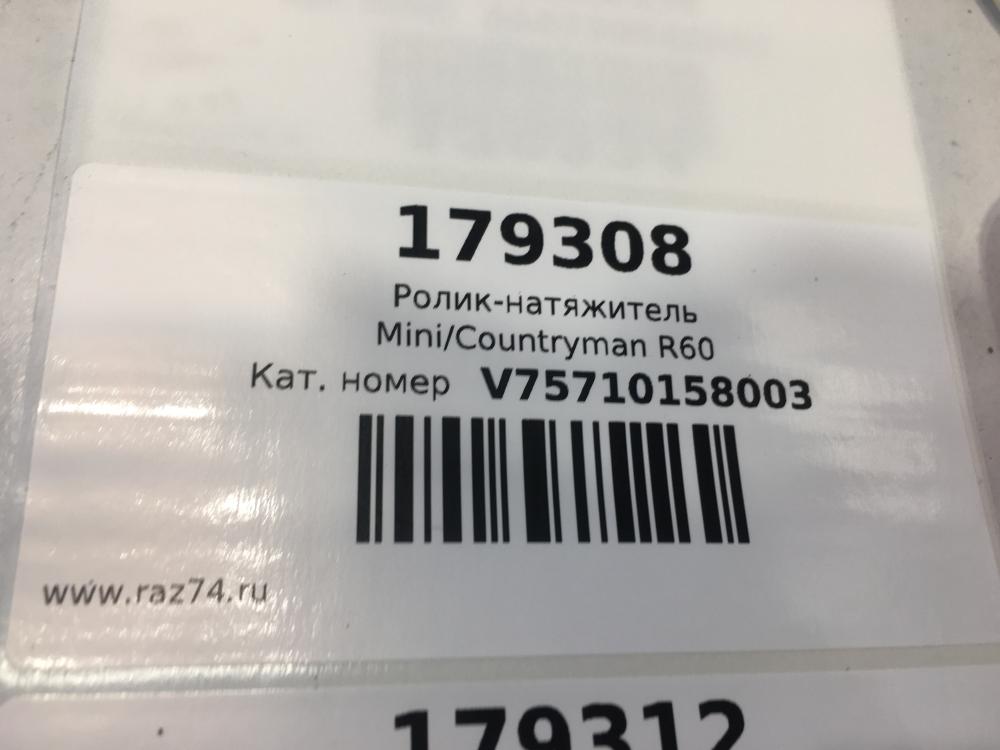 179308
Ролик-натяжитель
Mini/Countryman R60
Кат. номер V75710158003
www.raz74.ru
179312